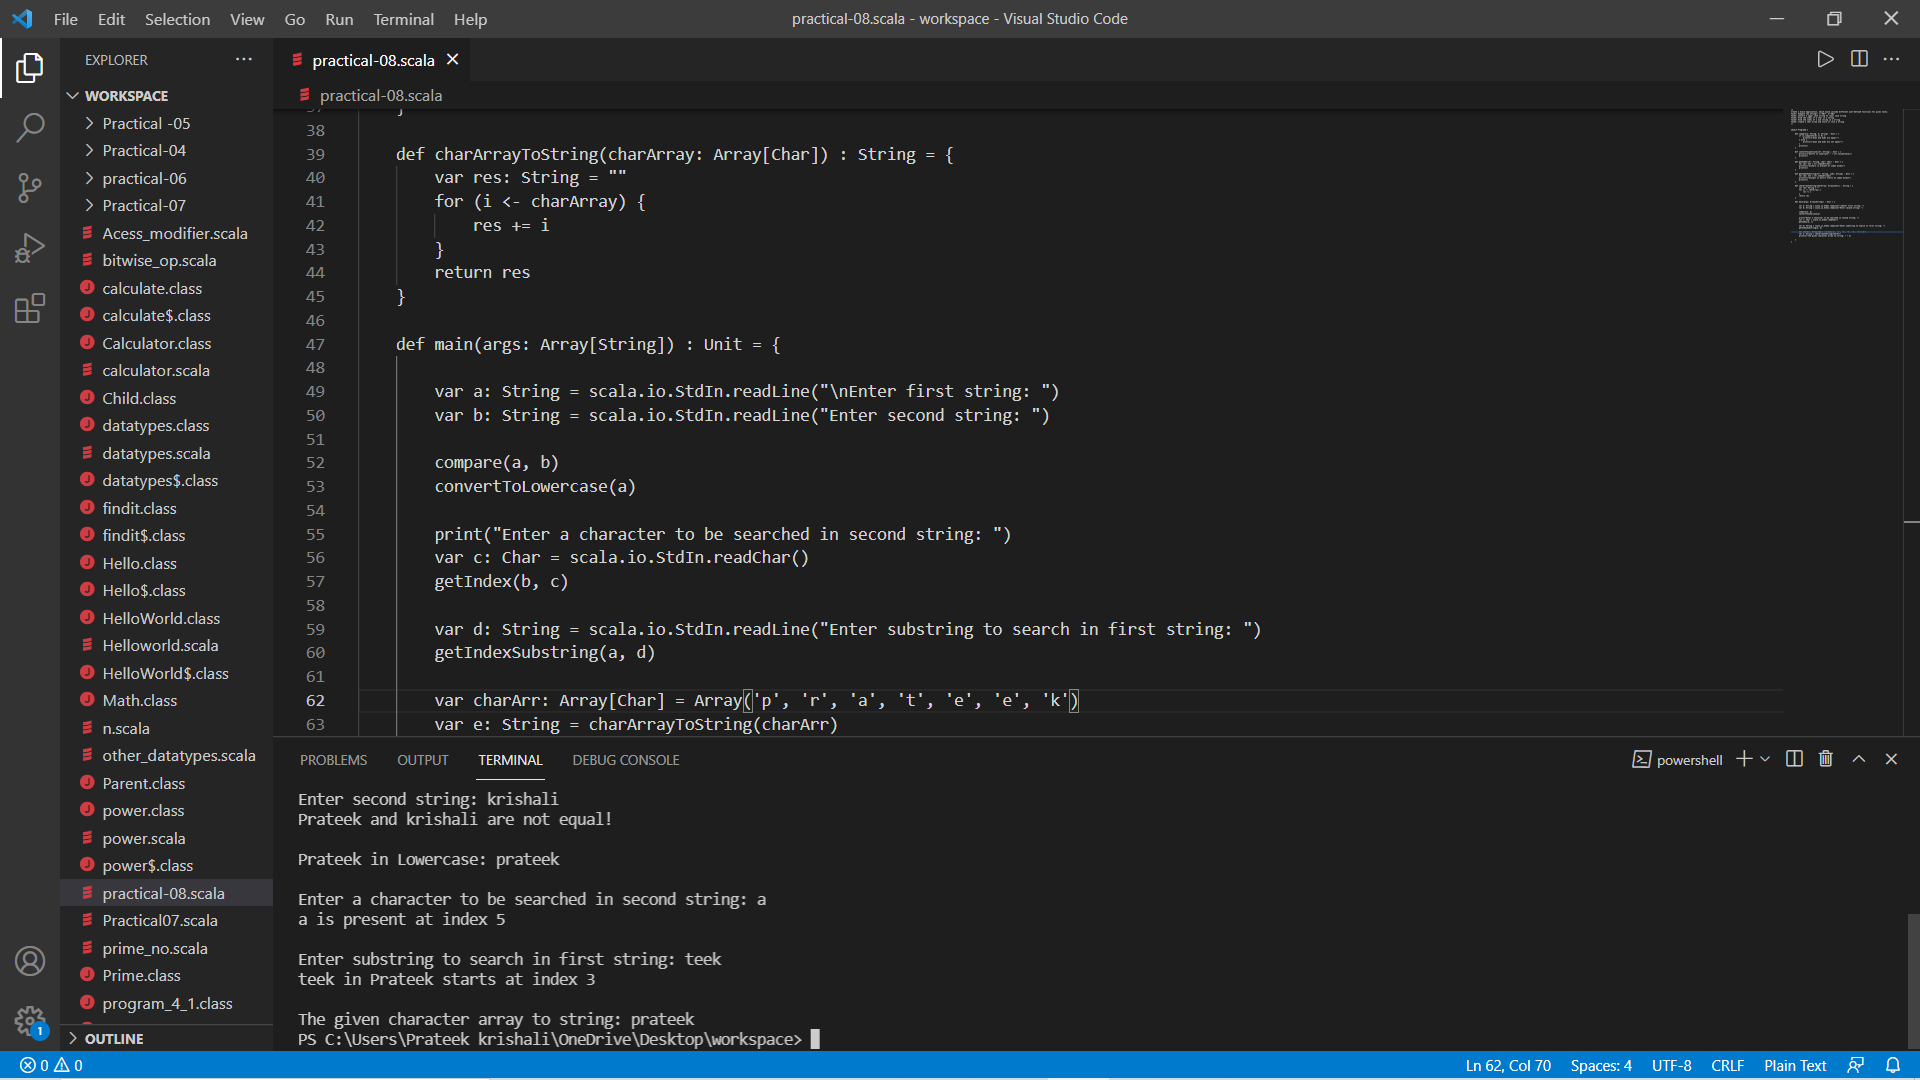 File Edit Selection View Go Run Terminal Help
practical-08.scala - workspace - Visual Studio Code
EXPLORER
practical-08.scala
WORKSPACE
practical-08.scala
Practical -05
Practical-04
practical-06
Practical-07
Acess_modifier.scala
bitwise_op.scala
calculate.class
calculate$.class
Calculator.class
calculator.scala
Child.class
datatypes.class
datatypes.scala
datatypes$.class
findit.class
findit$.class
Hello.class
Hello$.class
HelloWorld.class
Helloworld.scala
HelloWorld$.class
Math.class
n.scala
other_datatypes.scala
Parent.class
power.class
power.scala
power$.class
practical-08.scala
Practical07.scala
prime_no.scala
Prime.class
program_4_1.class
OUTLINE
37 }
38
39 def charArrayToString(charArray: Array[Char]) : String = {
40 var res: String = ""
41 for (i <- charArray) {
42 res += i
43 }
44 return res
45 }
46
47 def main(args: Array[String]) : Unit = {
48
49 var a: String = scala.io.StdIn.readLine("\nEnter first string: ")
50 var b: String = scala.io.StdIn.readLine("Enter second string: ")
51
52 compare(a, b)
53 convertToLowercase(a)
54
55 print("Enter a character to be searched in second string: ")
56 var c: Char = scala.io.StdIn.readChar()
57 getIndex(b, c)
58
59 var d: String = scala.io.StdIn.readLine("Enter substring to search in first string: ")
60 getIndexSubstring(a, d)
61
62 var charArr: Array[Char] = Array('p', 'r', 'a', 't', 'e', 'e', 'k')
63 var e: String = charArrayToString(charArr)
PROBLEMS OUTPUT TERMINAL DEBUG CONSOLE
powershell
Enter second string: krishali
Prateek and krishali are not equal!
Prateek in Lowercase: prateek
Enter a character to be searched in second string: a
a is present at index 5
Enter substring to search in first string: teek
teek in Prateek starts at index 3
The given character array to string: prateek
PS C:\Users\Prateek krishali\OneDrive\Desktop\workspace>
1
0 0
Ln 62, Col 70 Spaces: 4 UTF-8 CRLF Plain Text